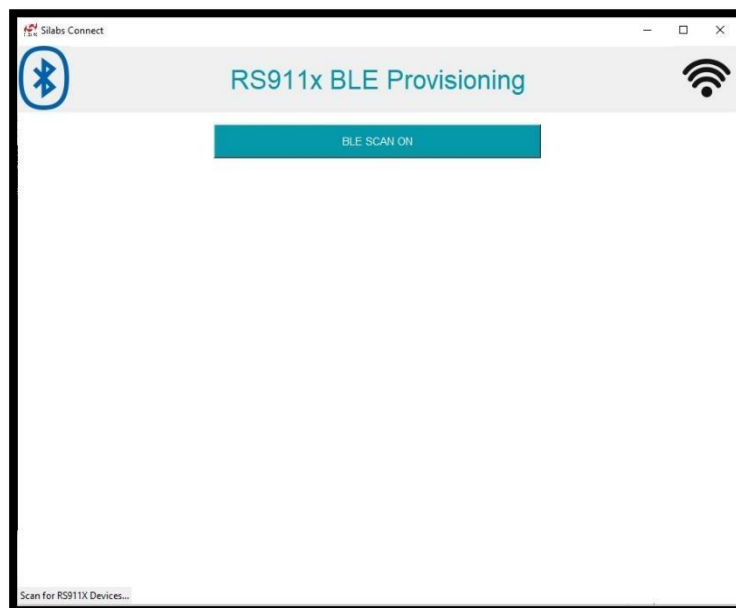 Silabs Connect
RS911x BLE Provisioning
BLE SCAN ON
Scan for RS911X Devices...